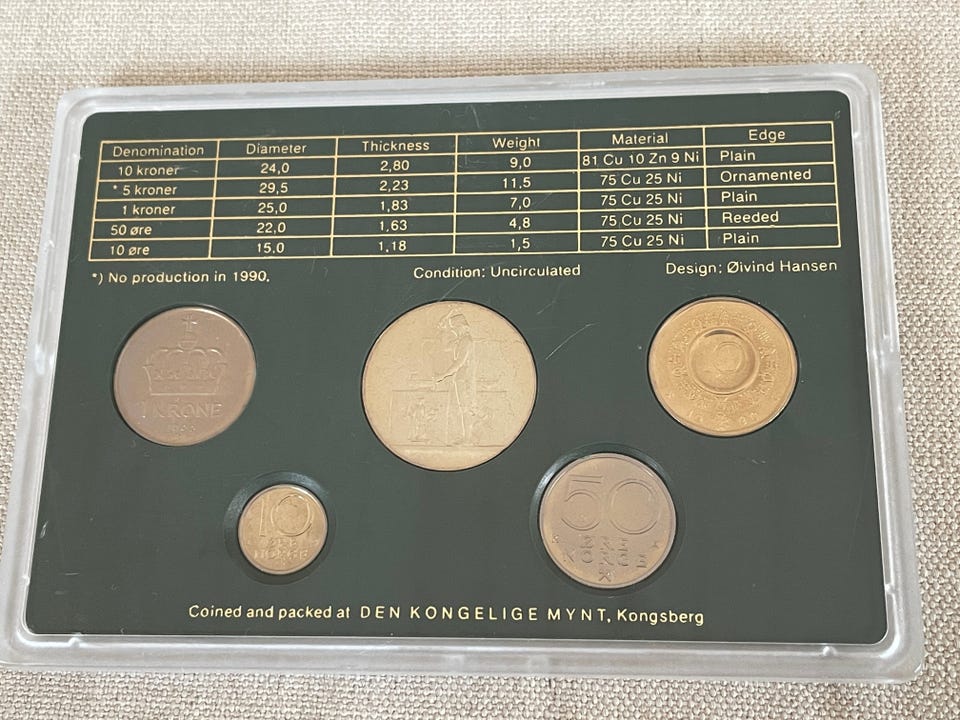 Denomination Diameter Thickness Weight Material Edge
10 kroner 24,0 2,80 9,0 81 Cu 10 Zn 9 Ni Plain
* 5 kroner 29,5 2,23 11,5 75 Cu 25 Ni Ornamented
1 kroner 25,0 1,83 7,0 75 Cu 25 Ni Plain
50 øre 22,0 1,63 4,8 75 Cu 25 Ni Reeded
10 øre 15,0 1,18 1,5 75 Cu 25 Ni Plain
*) No production in 1990. Condition: Uncirculated Design: Øivind Hansen
1 KRONE
10
10
ØRE
NORGE
50
Coined and packed at DEN KONGELIGE MYNT, Kongsberg